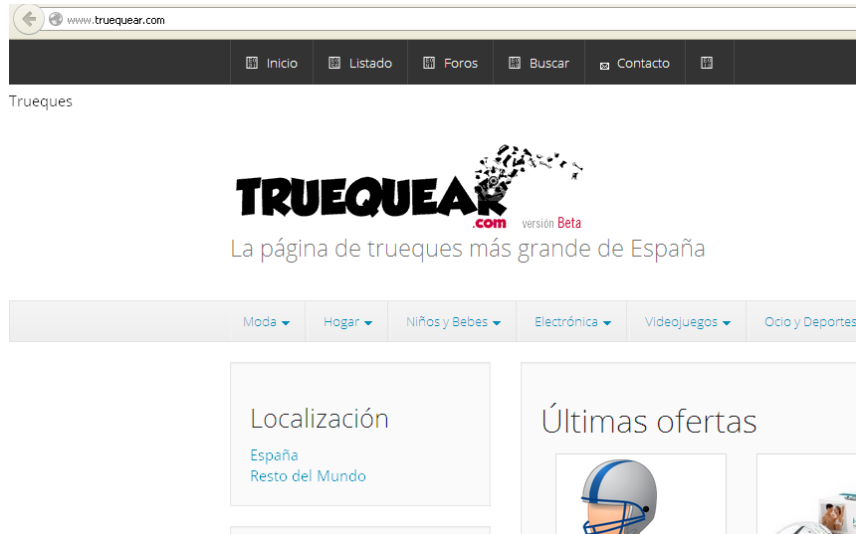 www.truequear.com
Inicio Listado Foros Buscar Contacto
Trueques
TRUEQUEAR
.com versión Beta
La página de trueques más grande de España
Moda Hogar Niños y Bebes Electrónica Videojuegos Ocio y Deportes
Localización
España
Resto del Mundo
Últimas ofertas